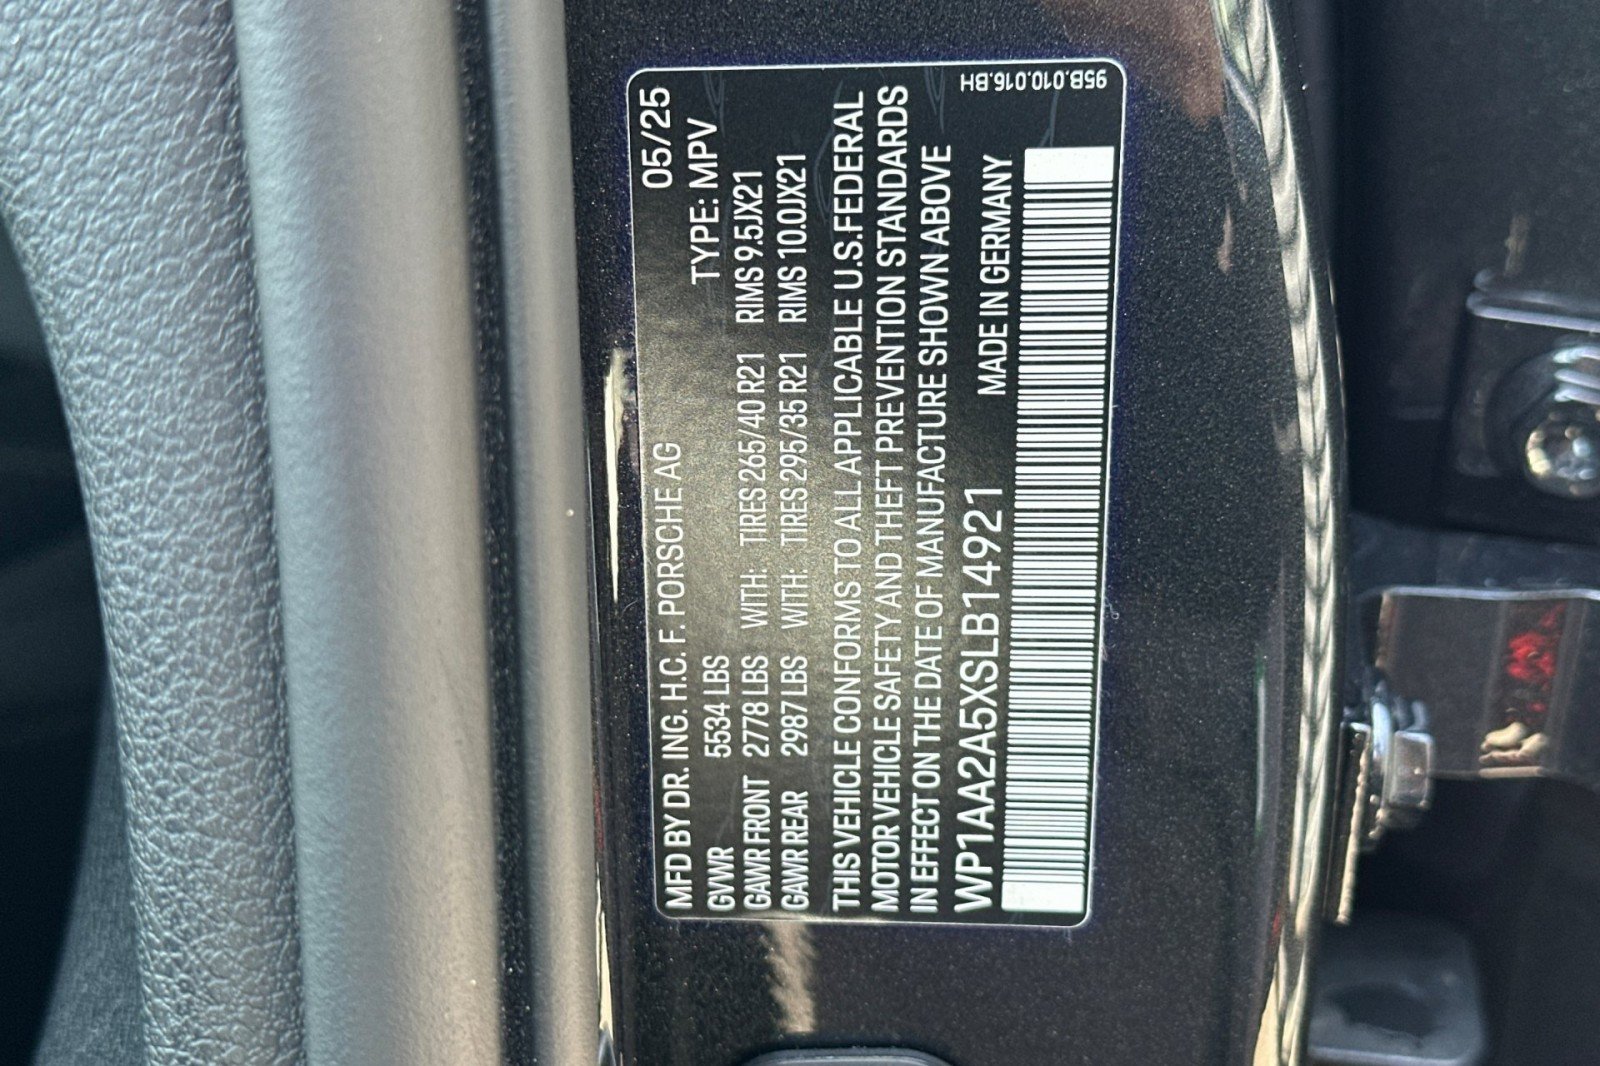 MFD BY DR. ING. H.C. F. PORSCHE AG 05/25
GVWR 5534 LBS TYPE: MPV
GAWR FRONT 2778 LBS WITH: TIRES 265/40 R21 RIMS 9.5JX21
GAWR REAR 2987 LBS WITH: TIRES 295/35 R21 RIMS 10.0JX21
THIS VEHICLE CONFORMS TO ALL APPLICABLE U.S.FEDERAL
MOTOR VEHICLE SAFETY AND THEFT PREVENTION STANDARDS
IN EFFECT ON THE DATE OF MANUFACTURE SHOWN ABOVE
WP1AA2A5XSLB14921 MADE IN GERMANY
95B.010.016.BH